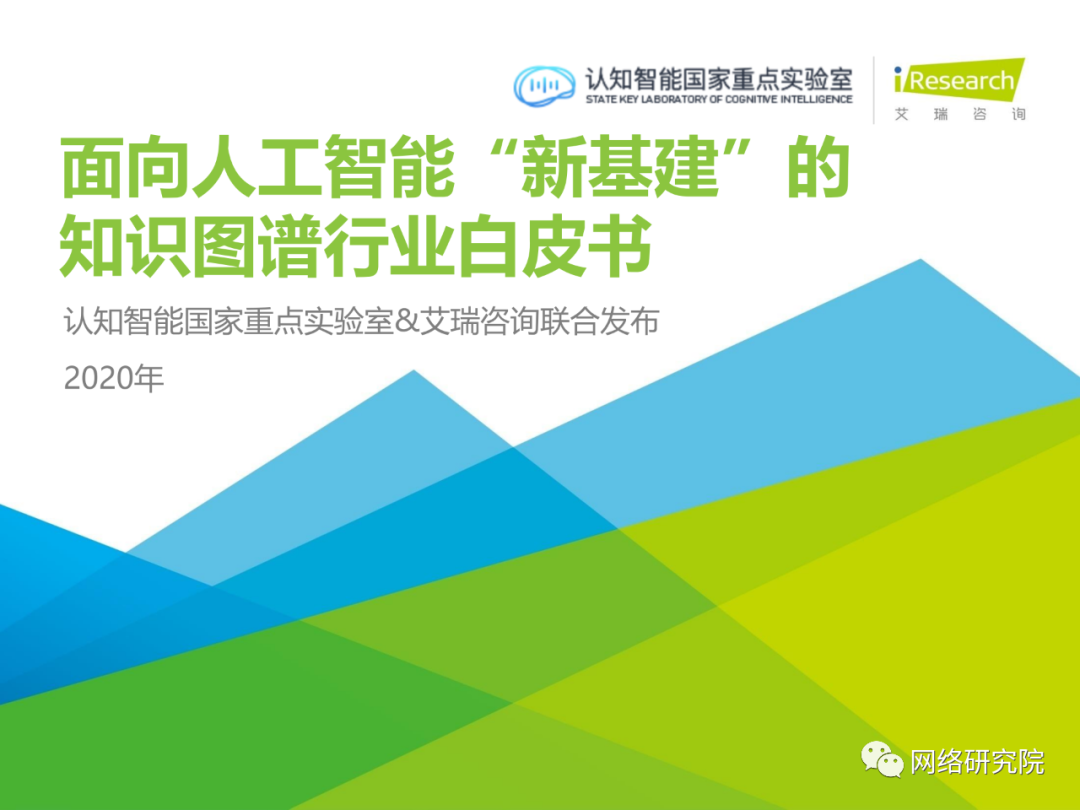 认知智能国家重点实验室
STATE KEY LABORATORY OF COGNITIVE INTELLIGENCE
iResearch
艾瑞咨询
面向人工智能“新基建”的
知识图谱行业白皮书
认知智能国家重点实验室&艾瑞咨询联合发布
2020年
网络研究院